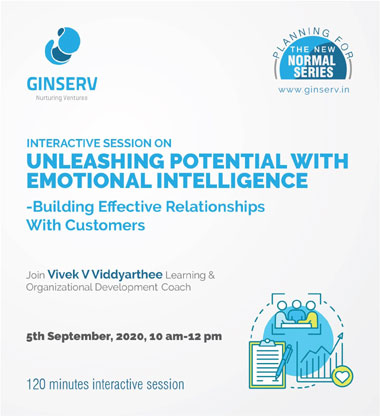 GINSERV
Nurturing Ventures
PLANNING FOR
THE NEW
NORMAL
SERIES
www.ginserv.in
INTERACTIVE SESSION ON
UNLEASHING POTENTIAL WITH
EMOTIONAL INTELLIGENCE
-Building Effective Relationships
With Customers
Join Vivek V Viddyarthee Learning &
Organizational Development Coach
5th September, 2020, 10 am-12 pm
120 minutes interactive session